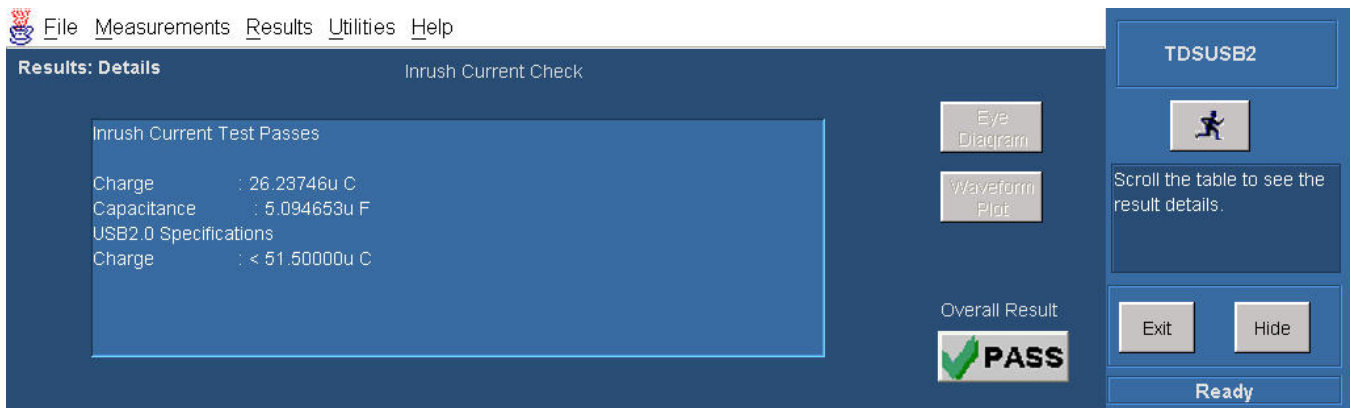 File Measurements Results Utilities Help
Results: Details
Inrush Current Check
Inrush Current Test Passes
Charge : 26.23746u C
Capacitance : 5.094653u F
USB2.0 Specifications
Charge : < 51.50000u C
Eye
Diagram
Waveform
Plot
Overall Result
PASS
TDSUSB2
Scroll the table to see the
result details.
Exit
Hide
Ready